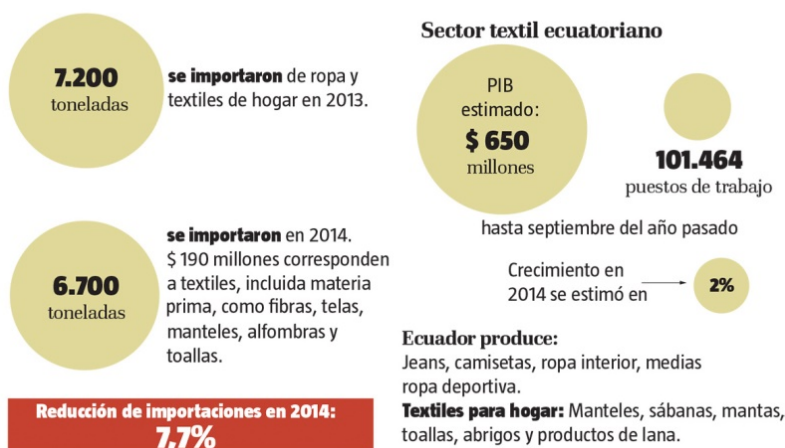 7.200
toneladas
se importaron de ropa y
textiles de hogar en 2013.
6.700
toneladas
se importaron en 2014.
$ 190 millones corresponden
a textiles, incluida materia
prima, como fibras, telas,
manteles, alfombras y
toallas.
Reducción de importaciones en 2014:
7,7%
Sector textil ecuatoriano
PIB
estimado:
$ 650
millones
101.464
puestos de trabajo
hasta septiembre del año pasado
Crecimiento en
2014 se estimó en
2%
Ecuador produce:
Jeans, camisetas, ropa interior, medias
ropa deportiva.
Textiles para hogar: Manteles, sábanas, mantas,
toallas, abrigos y productos de lana.